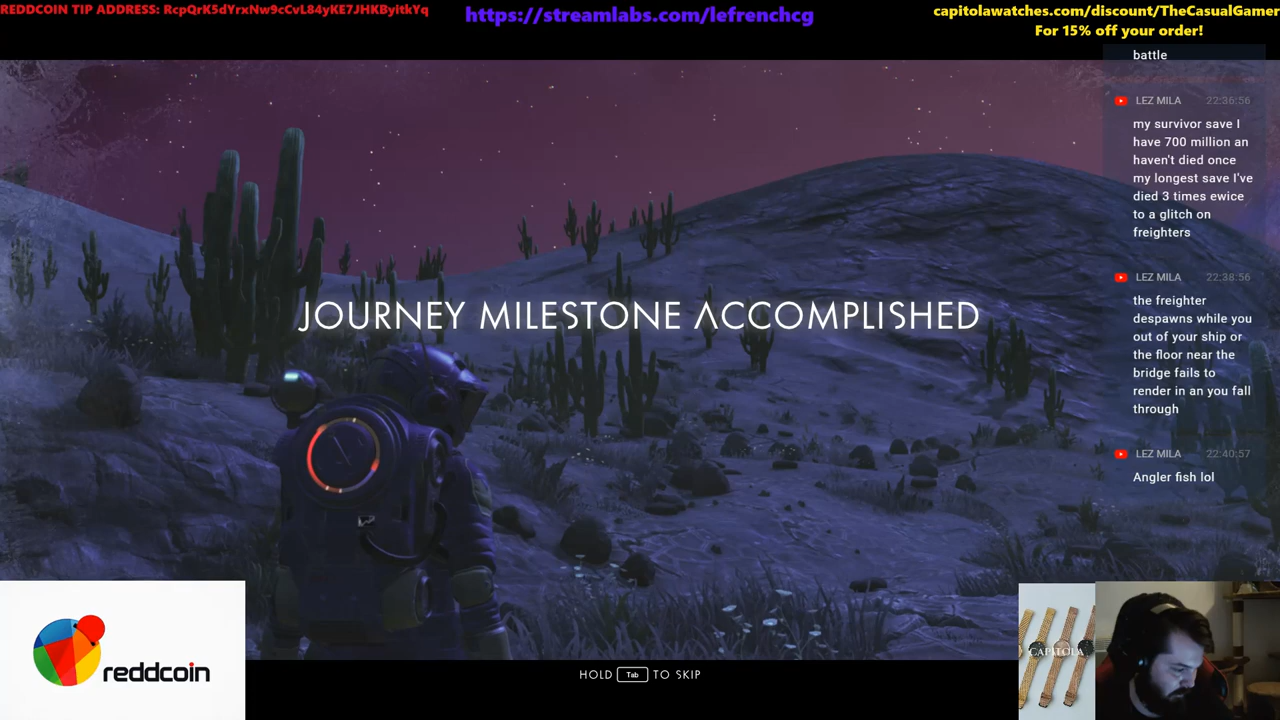 REDDCOIN TIP ADDRESS: RcpQrK5dYrxNw9cCvL84yKE7JHKByitkYq
https://streamlabs.com/lefrenchcg
capitolawatches.com/discount/TheCasualGamer
For 15% off your order!
battle
LEZ MILA 22:36:56
my survivor save I
have 700 million an
haven't died once
my longest save I've
died 3 times ewice
to a glitch on
freighters
LEZ MILA 22:38:56
the freighter
despawns while you
out of your ship or
the floor near the
bridge fails to
render in an you fall
through
LEZ MILA 22:40:57
Angler fish lol
JOURNEY MILESTONE ACCOMPLISHED
HOLD Tab TO SKIP
reddcoin
CAPITOLA